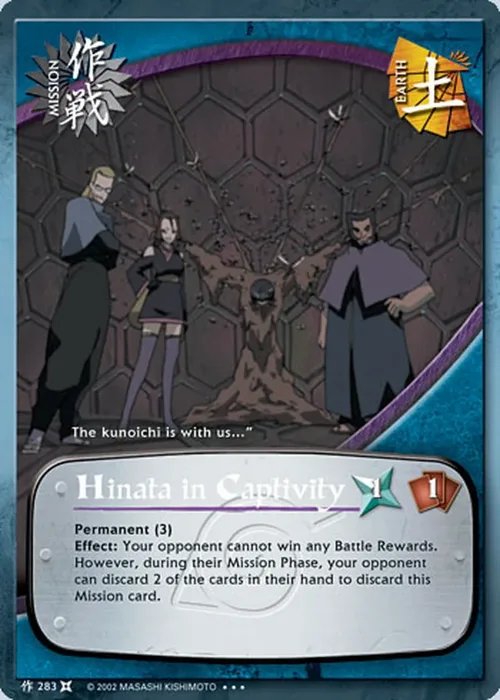 MISSION
作戦
EARTH
土
The kunoichi is with us..."
Hinata in Captivity
1
1
Permanent (3)
Effect: Your opponent cannot win any Battle Rewards.
However, during their Mission Phase, your opponent
can discard 2 of the cards in their hand to discard this
Mission card.
作 283 © 2002 MASASHI KISHIMOTO